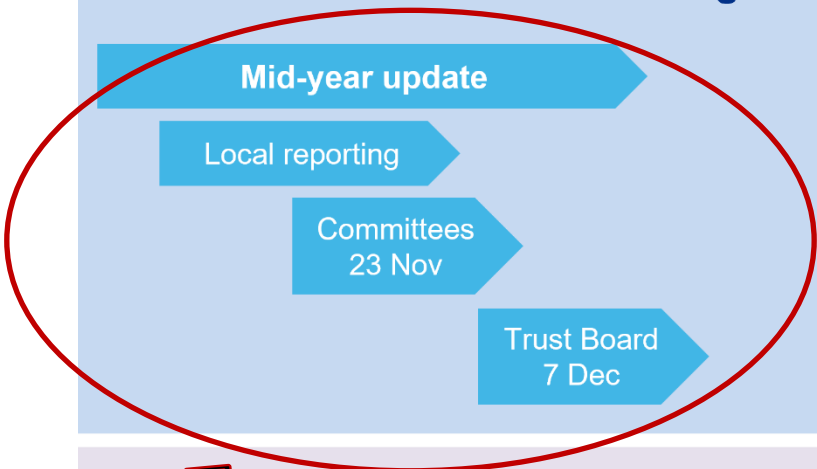 Mid-year update
Local reporting
Committees
23 Nov
Trust Board
7 Dec